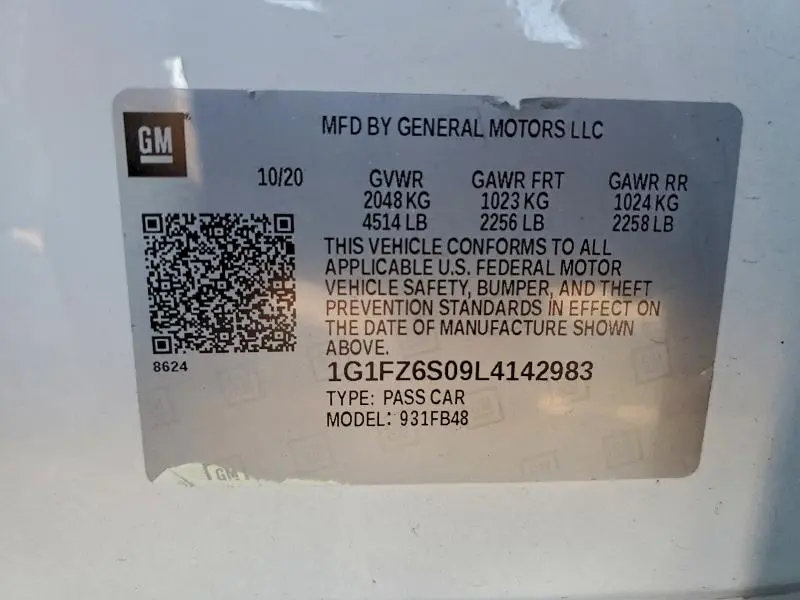 GM
MFD BY GENERAL MOTORS LLC
10/20 GVWR GAWR FRT GAWR RR
2048 KG 1023 KG 1024 KG
4514 LB 2256 LB 2258 LB
THIS VEHICLE CONFORMS TO ALL
APPLICABLE U.S. FEDERAL MOTOR
VEHICLE SAFETY, BUMPER, AND THEFT
PREVENTION STANDARDS IN EFFECT ON
THE DATE OF MANUFACTURE SHOWN
ABOVE.
8624
1G1FZ6S09L4142983
TYPE: PASS CAR
MODEL: 931FB48
GM